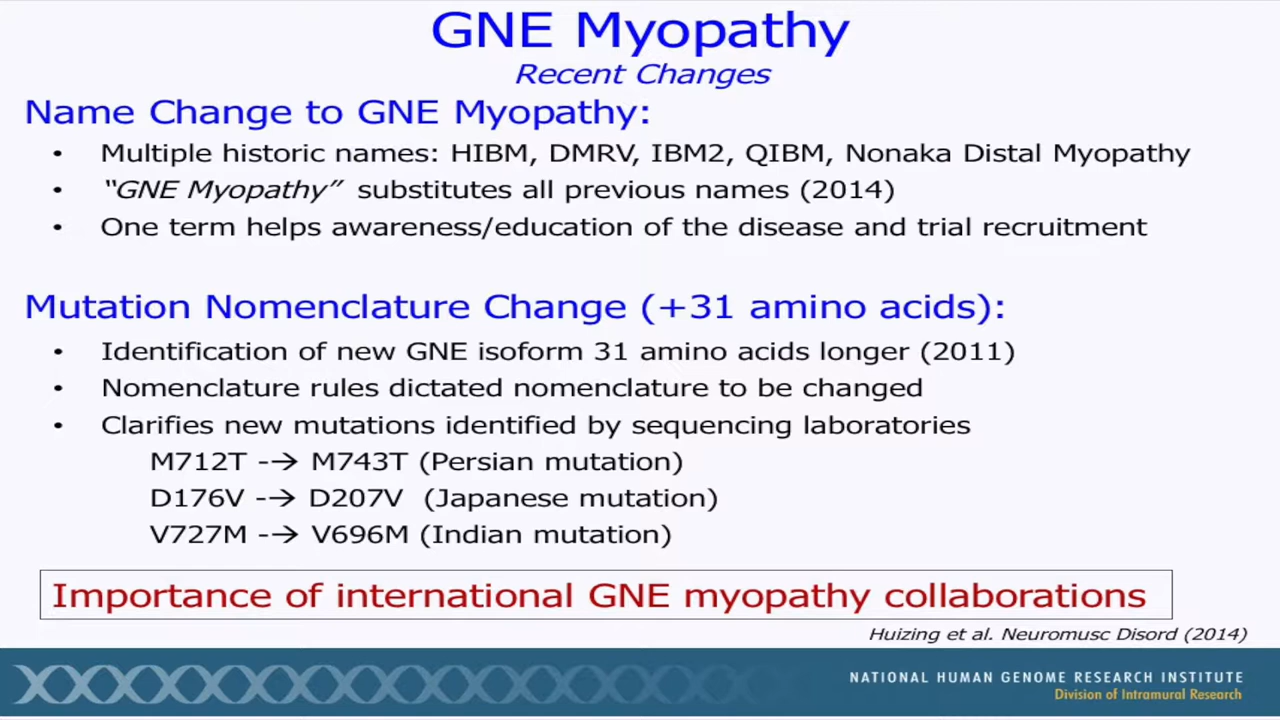 GNE Myopathy
Recent Changes
Name Change to GNE Myopathy:
• Multiple historic names: HIBM, DMRV, IBM2, QIBM, Nonaka Distal Myopathy
• “GNE Myopathy” substitutes all previous names (2014)
• One term helps awareness/education of the disease and trial recruitment
Mutation Nomenclature Change (+31 amino acids):
• Identification of new GNE isoform 31 amino acids longer (2011)
• Nomenclature rules dictated nomenclature to be changed
• Clarifies new mutations identified by sequencing laboratories
M712T -→ M743T (Persian mutation)
D176V -→ D207V (Japanese mutation)
V727M -→ V696M (Indian mutation)
Importance of international GNE myopathy collaborations
Huizing et al. Neuromusc Disord (2014)
NATIONAL HUMAN GENOME RESEARCH INSTITUTE
Division of Intramural Research